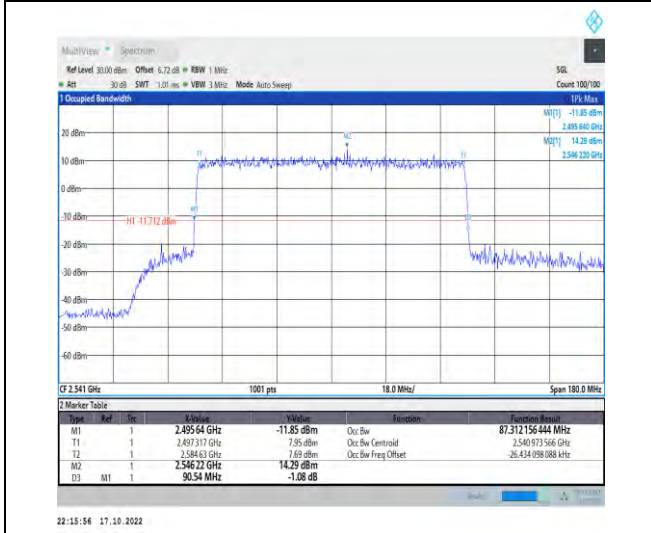 MultiView Spectrum
Ref Level 30.00 dBm Offset 6.72 dB RBW 1 MHz SGL
Att 30 dB SWT 1.01 ms VBW 3 MHz Mode Auto Sweep Count 100/100
1 Occupied Bandwidth 1Pk Max
M1[1] -11.85 dBm
2.495 640 GHz
M2[1] 14.29 dBm
2.546 220 GHz
20 dBm
M2
T1
10 dBm
0 dBm
M1
-10 dBm
H1 -11.712 dBm
-20 dBm
-30 dBm
-40 dBm
-50 dBm
-60 dBm
CF 2.541 GHz 1001 pts 18.0 MHz/ Span 180.0 MHz
2 Marker Table
Type Ref Trc X-Value Y-Value Function Function Result
M1 1 2.495 64 GHz -11.85 dBm Occ Bw 87.312 156 444 MHz
T1 1 2.497 317 GHz 7.95 dBm Occ Bw Centroid 2.540 973 566 GHz
T2 1 2.584 63 GHz 7.69 dBm Occ Bw Freq Offset -26.434 098 088 kHz
M2 1 2.546 22 GHz 14.29 dBm
D3 M1 1 90.54 MHz -1.08 dB
22:15:56 17.10.2022